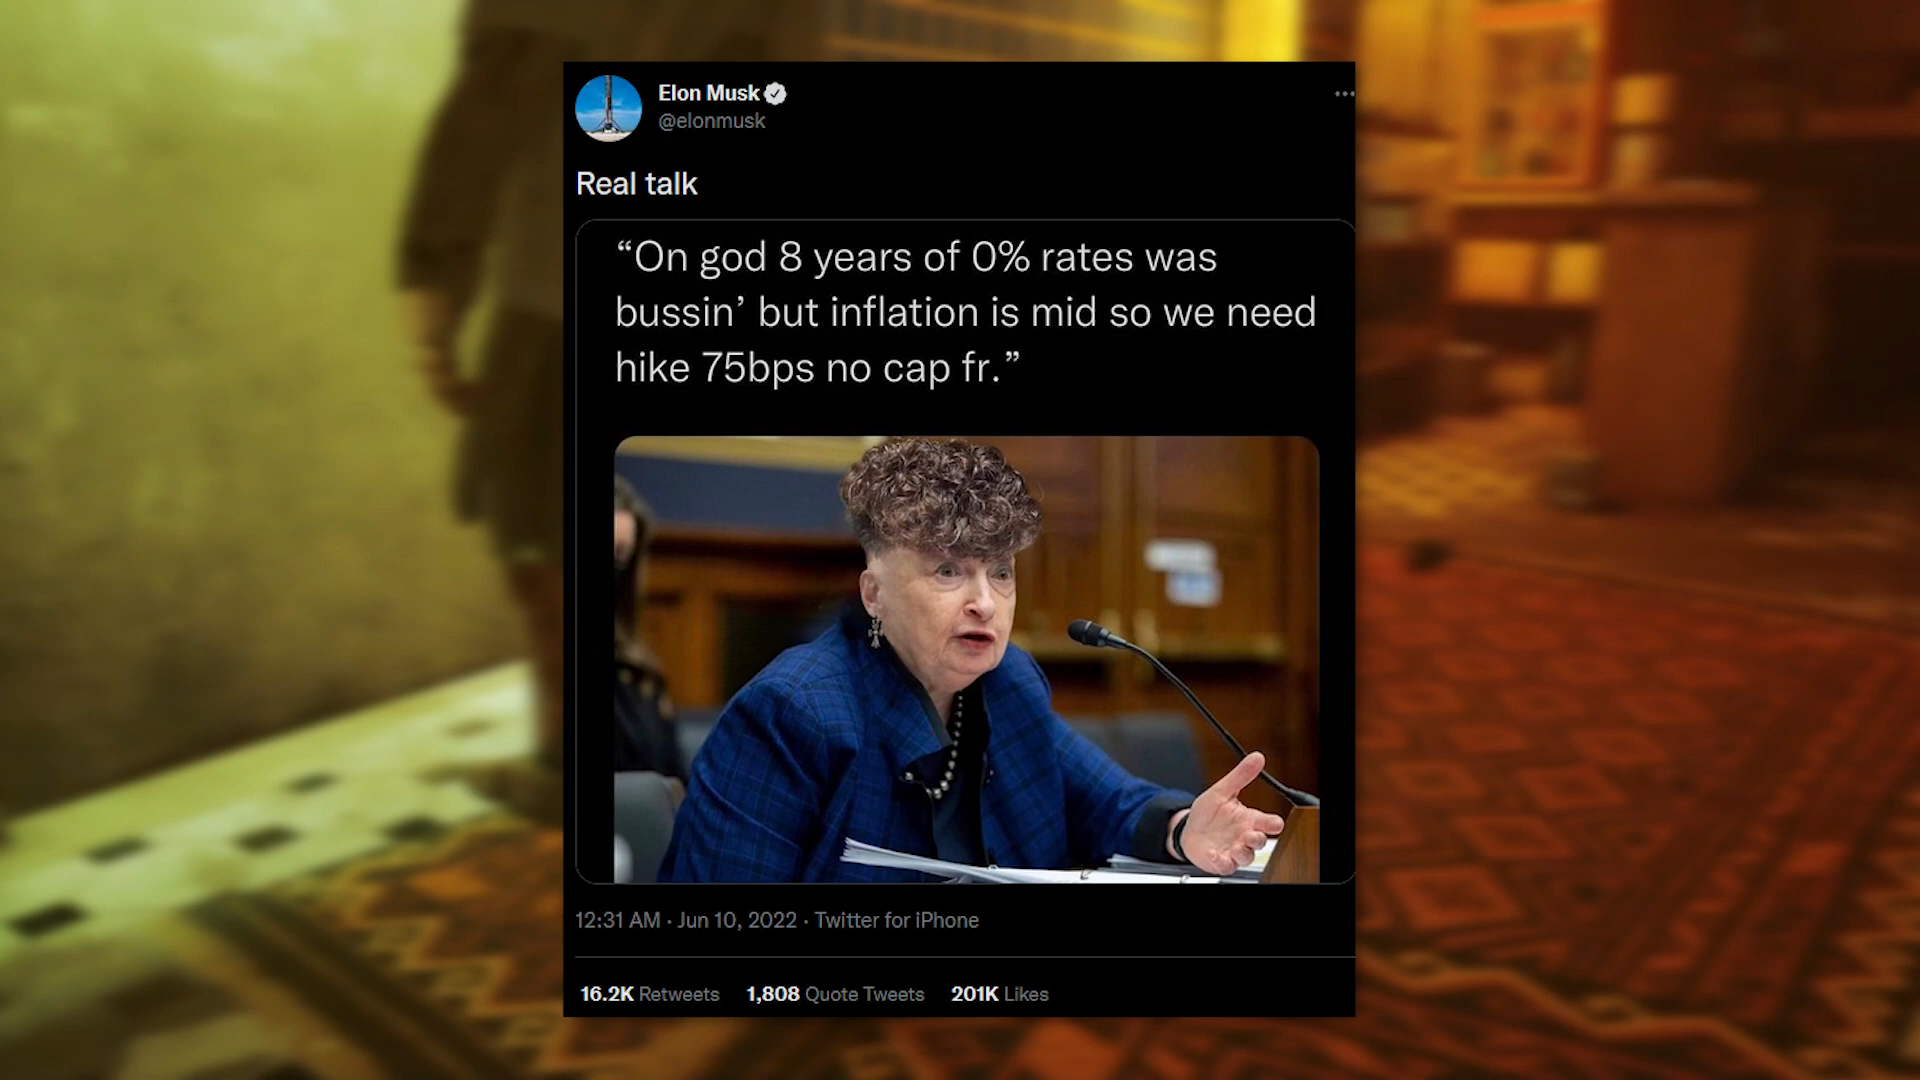 Elon Musk
@elonmusk
Real talk
“On god 8 years of 0% rates was
bussin’ but inflation is mid so we need
hike 75bps no cap fr.”
12:31 AM · Jun 10, 2022 · Twitter for iPhone
16.2K Retweets 1,808 Quote Tweets 201K Likes